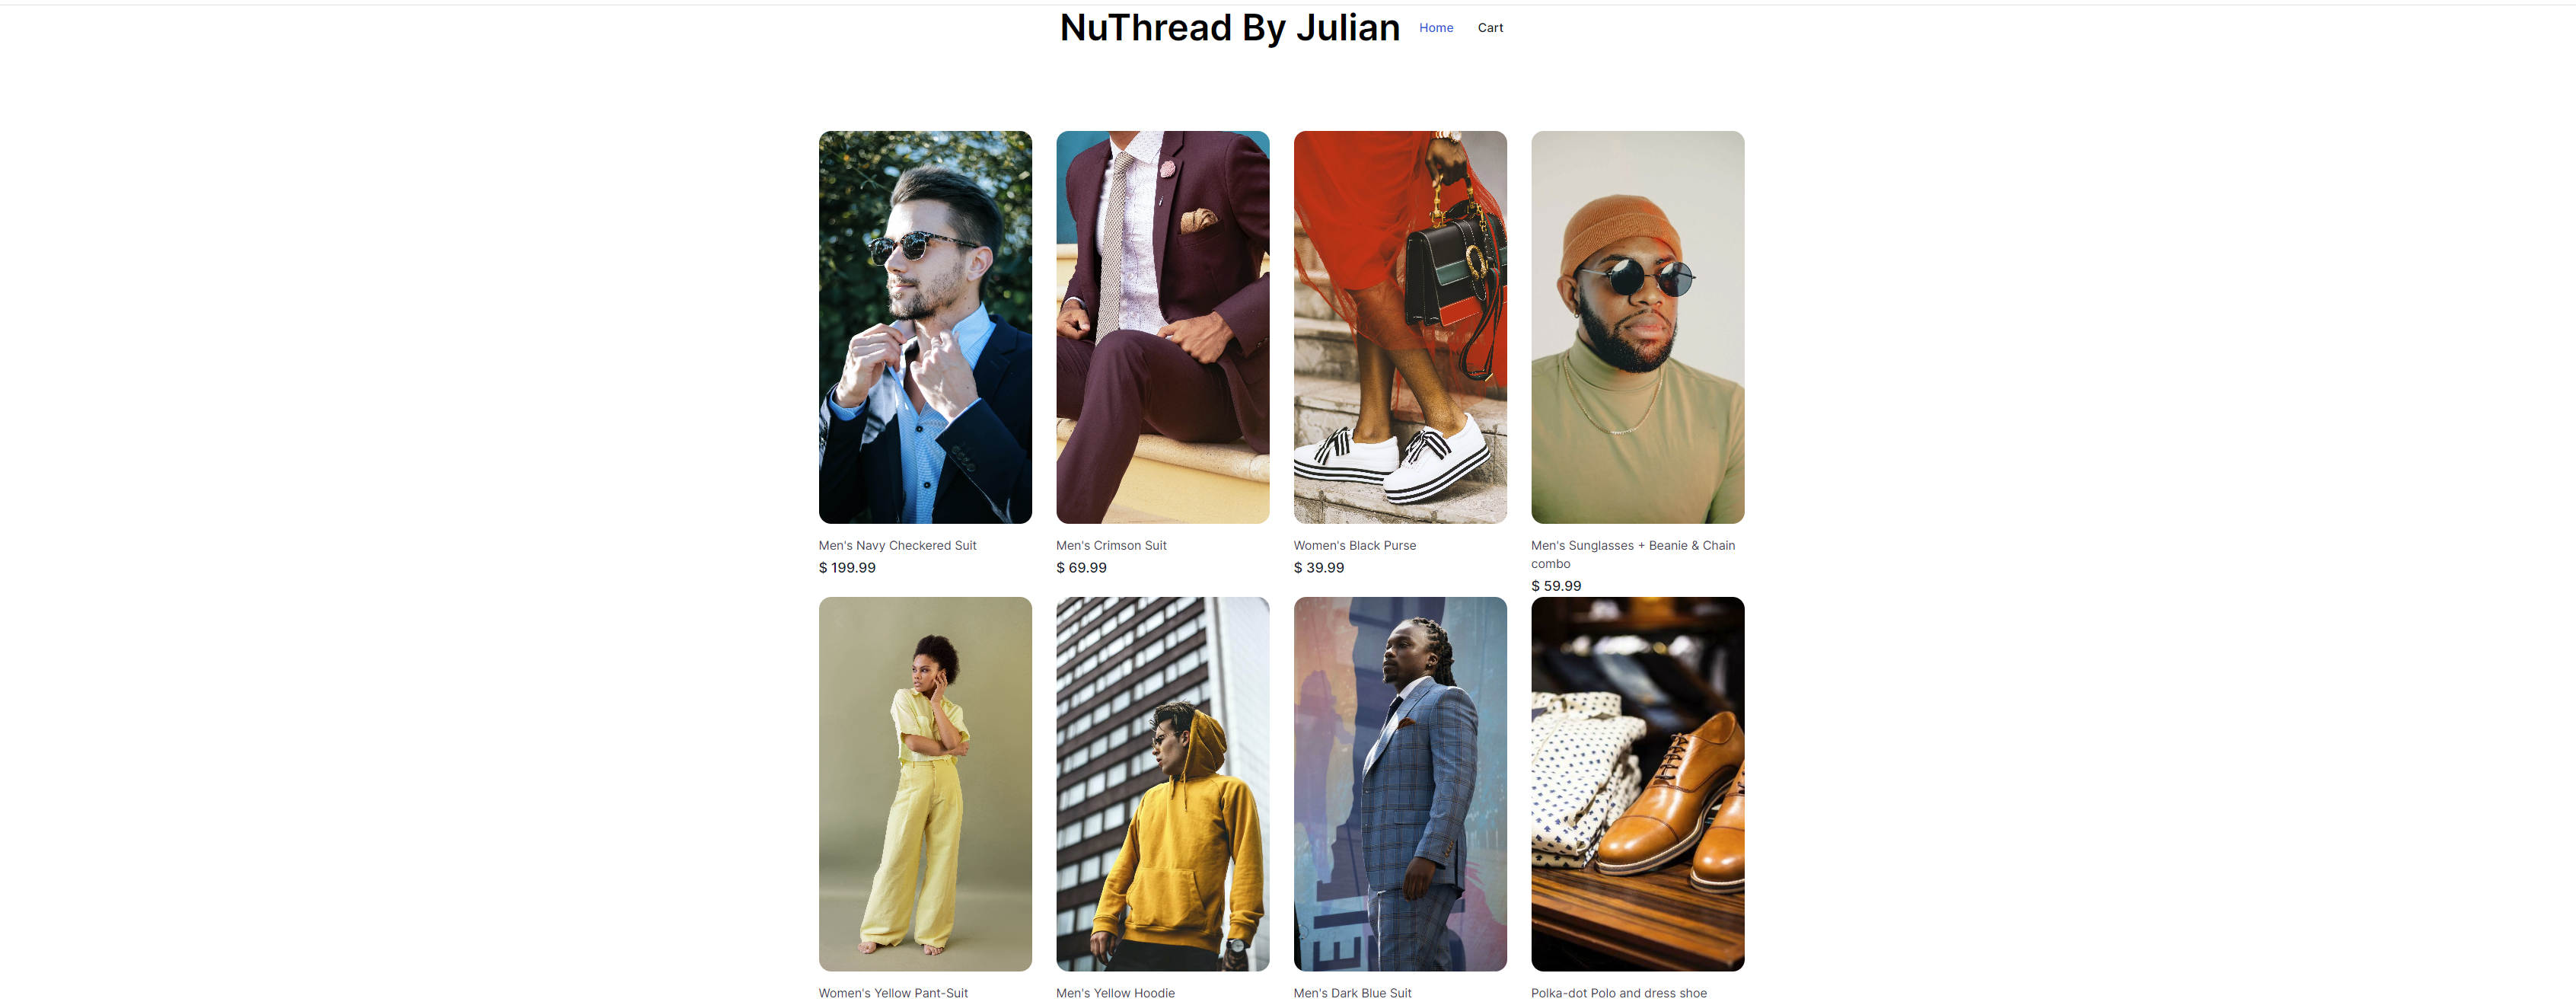 NuThread By Julian Home Cart
Men's Navy Checkered Suit
$ 199.99
Men's Crimson Suit
$ 69.99
Women's Black Purse
$ 39.99
Men's Sunglasses + Beanie & Chain
combo
$ 59.99
Women's Yellow Pant-Suit
Men's Yellow Hoodie
Men's Dark Blue Suit
Polka-dot Polo and dress shoe